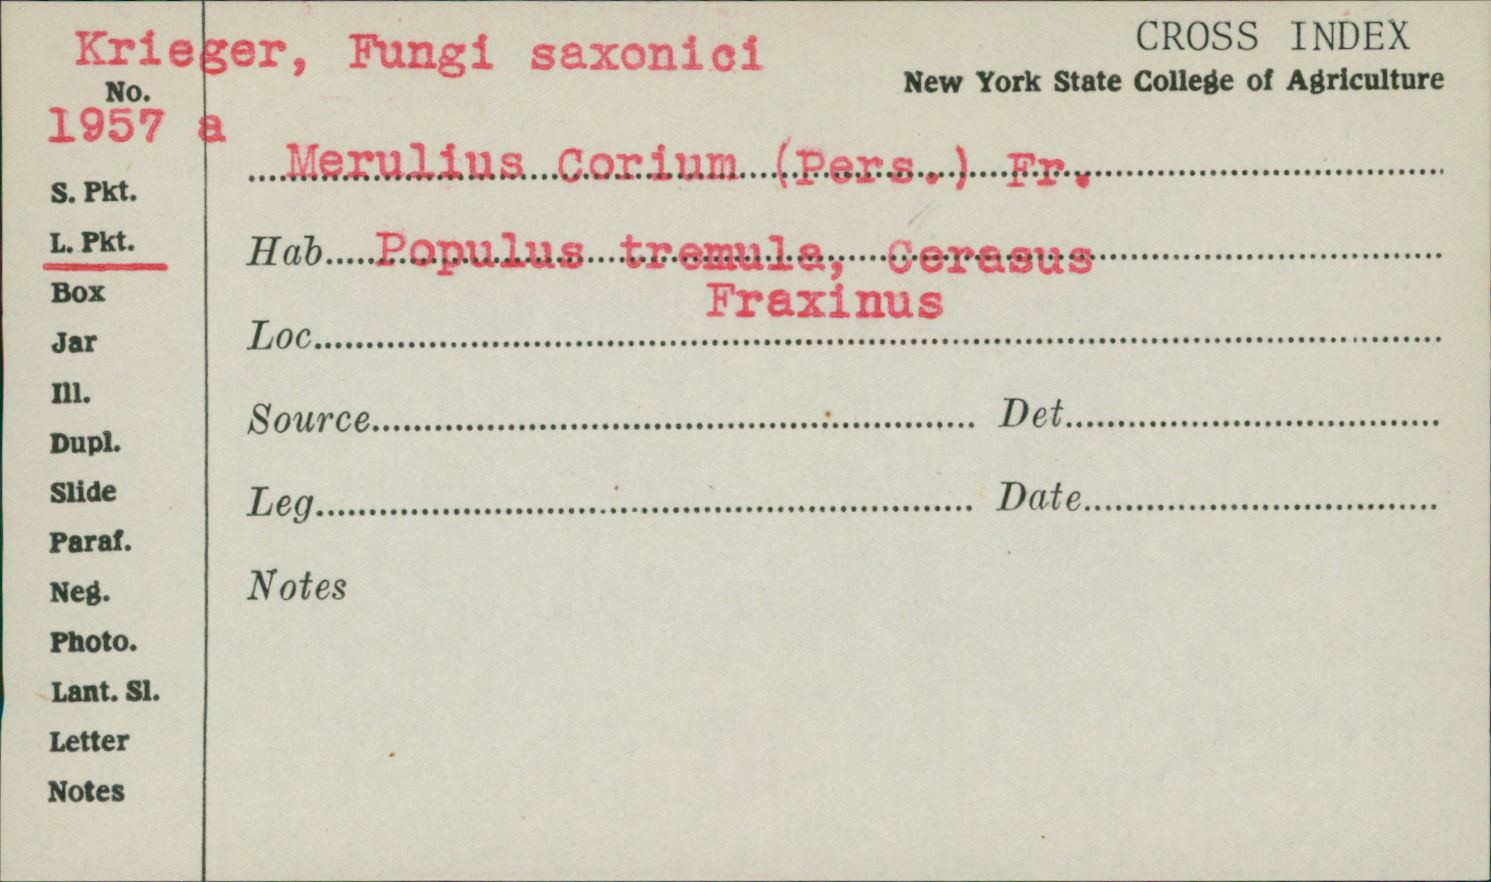 Krieger, Fungi saxonici
CROSS INDEX
New York State College of Agriculture
No.
1957 a
Merulius Corium (Pers.) Fr.
S. Pkt.
L. Pkt.
Box
Jar
Ill.
Dupl.
Slide
Paraf.
Neg.
Photo.
Lant. Sl.
Letter
Notes
Hab. Populus tremula, Cerasus
Fraxinus
Loc.
Source
Det.
Leg.
Date
Notes